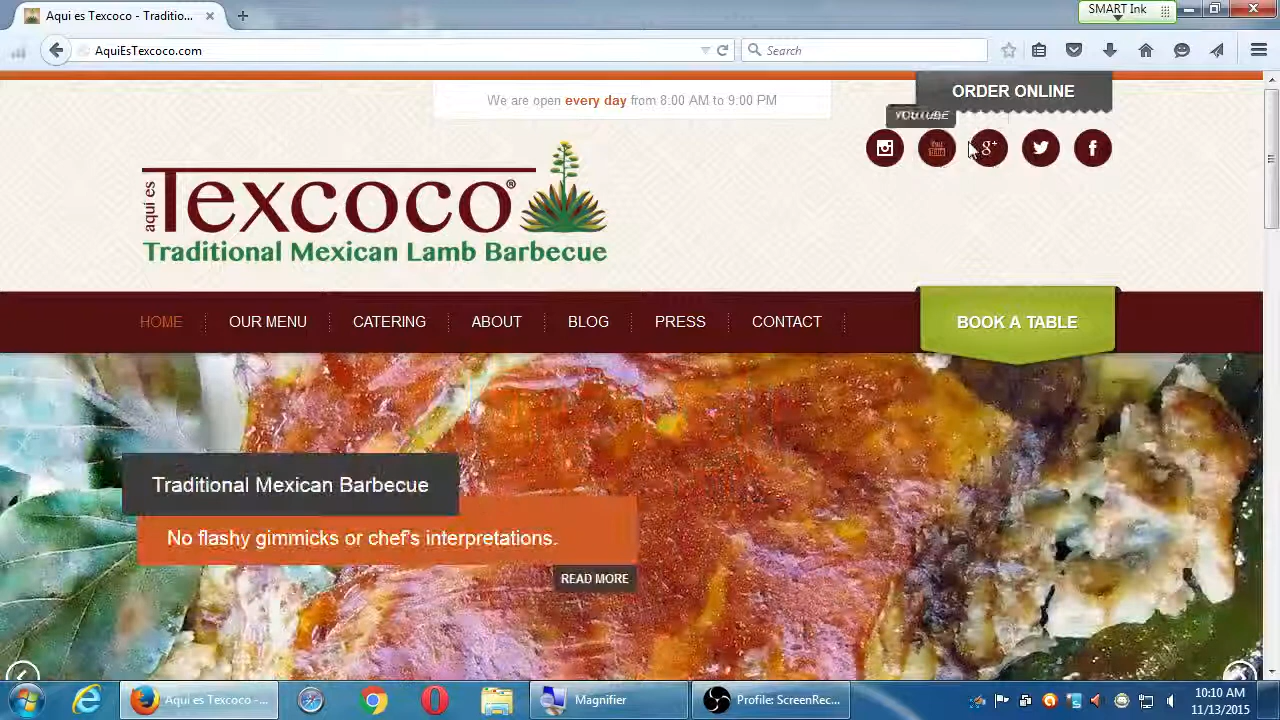 Aqui es Texcoco - Traditio...
SMART Ink
AquiEsTexcoco.com
Search
We are open every day from 8:00 AM to 9:00 PM
ORDER ONLINE
YOUTUBE
aquí es Texcoco®
Traditional Mexican Lamb Barbecue
HOME
OUR MENU
CATERING
ABOUT
BLOG
PRESS
CONTACT
BOOK A TABLE
Traditional Mexican Barbecue
No flashy gimmicks or chef's interpretations.
READ MORE
Aqui es Texcoco - ...
Magnifier
Profile: ScreenRec...
10:10 AM
11/13/2015